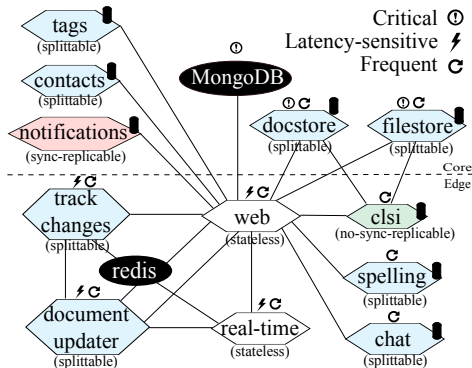 tags
(splittable)
Critical
Latency-sensitive
Frequent
contacts
(splittable)
MongoDB
notifications
(sync-replicable)
docstore
(splittable)
filestore
(splittable)
Core
Edge
track
changes
(splittable)
web
(stateless)
clsi
(no-sync-replicable)
redis
spelling
(splittable)
document
updater
(splittable)
real-time
(stateless)
chat
(splittable)